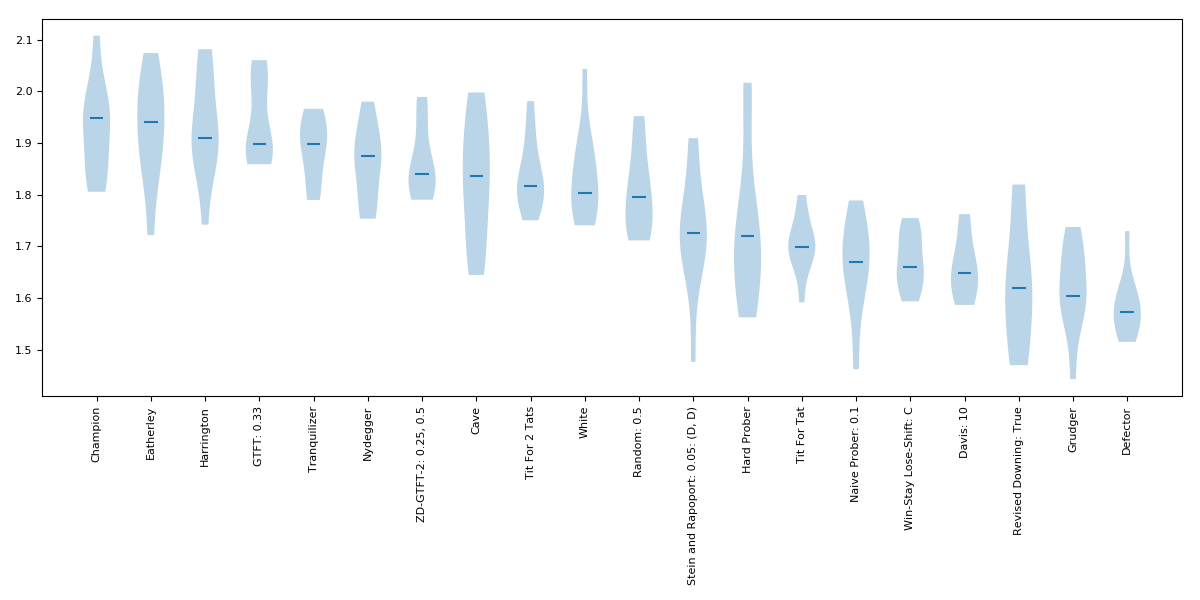 2.1
2.0
1.9
1.8
1.7
1.6
1.5
Champion
Eatherley
Harrington
GTFT: 0.33
Tranquilizer
Nydegger
ZD-GTFT-2: 0.25, 0.5
Cave
Tit For 2 Tats
White
Random: 0.5
Stein and Rapoport: 0.05: (D, D)
Hard Prober
Tit For Tat
Naive Prober: 0.1
Win-Stay Lose-Shift: C
Davis: 10
Revised Downing: True
Grudger
Defector